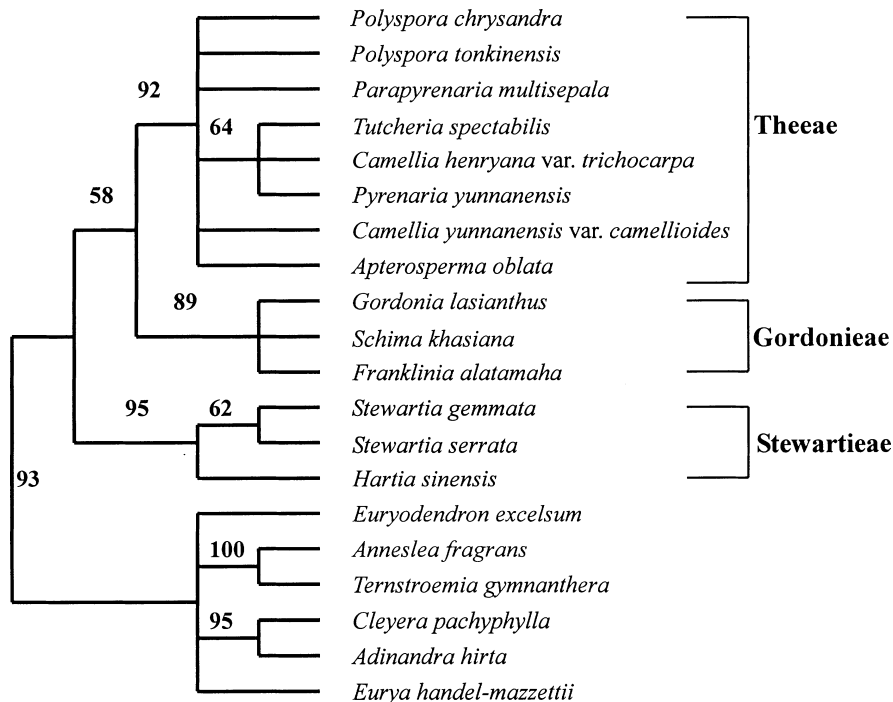 Polyspora chrysandra
Polyspora tonkinensis
92
Parapyrenaria multisepala
64
Tutcheria spectabilis
Theeae
Camellia henryana var. trichocarpa
58
Pyrenaria yunnanensis
Camellia yunnanensis var. camellioides
Apterosperma oblata
89
Gordonia lasianthus
Schima khasiana
Gordonieae
Franklinia alatamaha
95
62
Stewartia gemmata
Stewartia serrata
Stewartieae
93
Hartia sinensis
Euryodendron excelsum
100
Anneslea fragrans
Ternstroemia gymnanthera
95
Cleyera pachyphylla
Adinandra hirta
Eurya handel-mazzettii